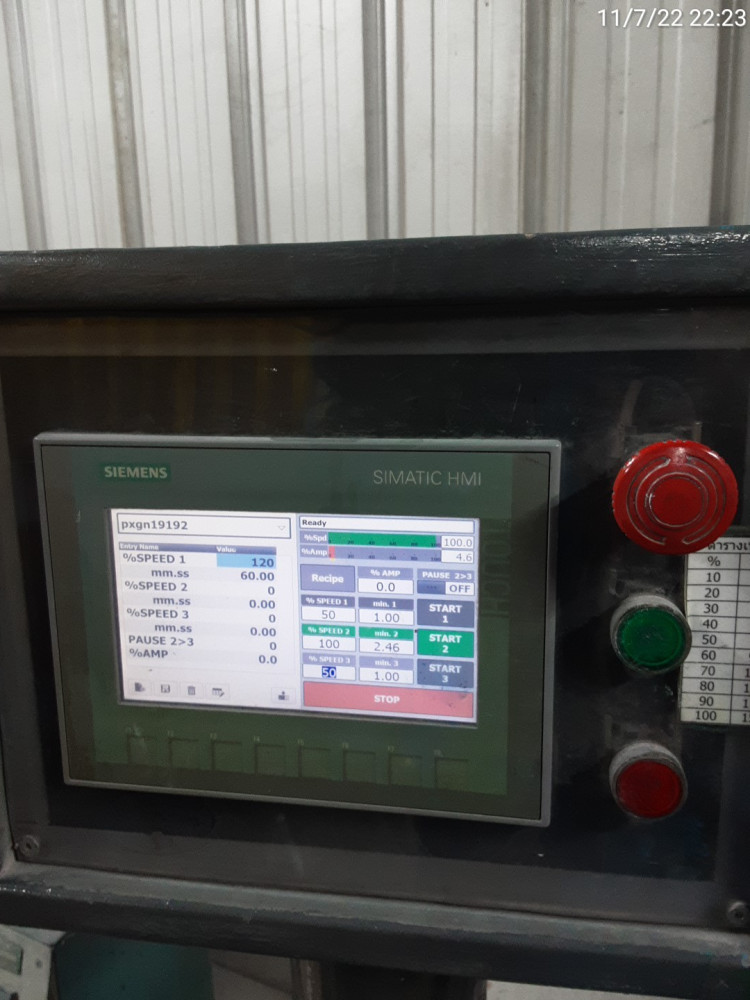 11/7/22 22:23
SIEMENS
SIMATIC HMI
pxgn19192
Entry Name Value
%SPEED 1 120
mm.ss 60.00
%SPEED 2 0
mm.ss 0.00
%SPEED 3 0
mm.ss 0.00
PAUSE 2>3 0
%AMP 0.0
Ready
%Spd 100.0
%Amp 4.6
Recipe
% AMP
0.0
PAUSE 2>3
OFF
% SPEED 1
50
min. 1
1.00
START
1
% SPEED 2
100
min. 2
2.46
START
2
% SPEED 3
50
min. 3
1.00
START
3
STOP
%
10
20
30
40
50
60
70
80
90
100